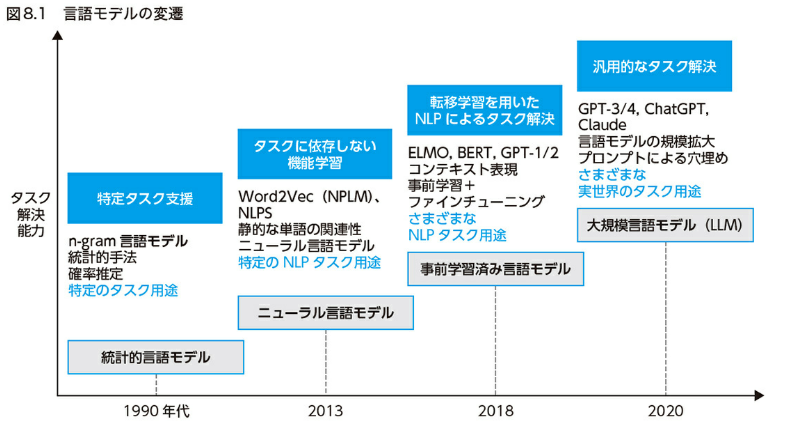 図8.1 言語モデルの変遷
タスク
解決
能力
特定タスク支援
n-gram 言語モデル
統計的手法
確率推定
特定のタスク用途
統計的言語モデル
1990 年代
タスクに依存しない
機能学習
Word2Vec（NPLM）、
NLPS
静的な単語の関連性
ニューラル言語モデル
特定の NLP タスク用途
ニューラル言語モデル
2013
転移学習を用いた
NLP によるタスク解決
ELMO, BERT, GPT-1/2
コンテキスト表現
事前学習＋
ファインチューニング
さまざまな
NLP タスク用途
事前学習済み言語モデル
2018
汎用的なタスク解決
GPT-3/4, ChatGPT,
Claude
言語モデルの規模拡大
プロンプトによる穴埋め
さまざまな
実世界のタスク用途
大規模言語モデル（LLM）
2020